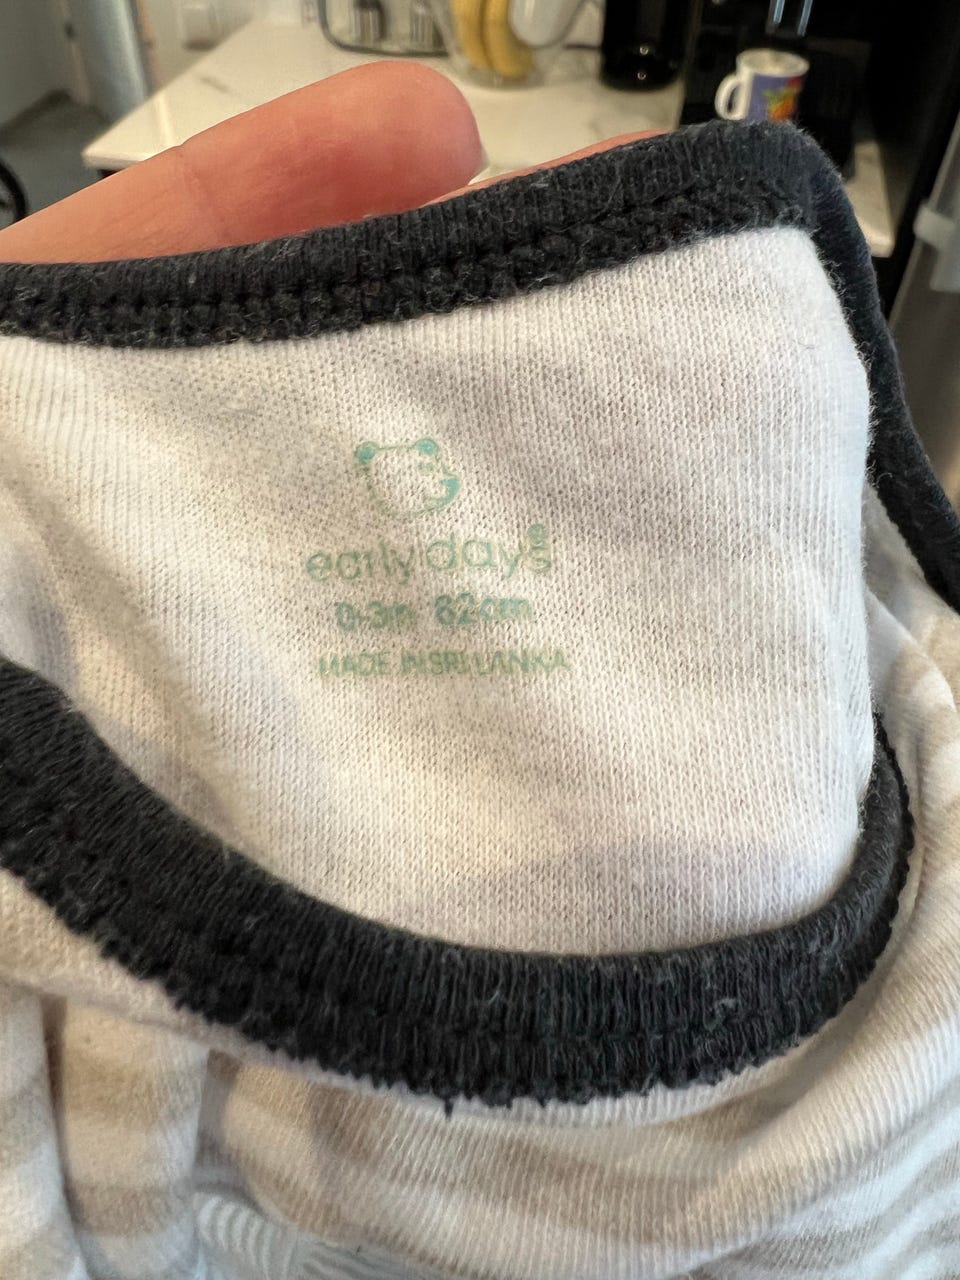 early days
0-3m 62cm
MADE IN SRI LANKA